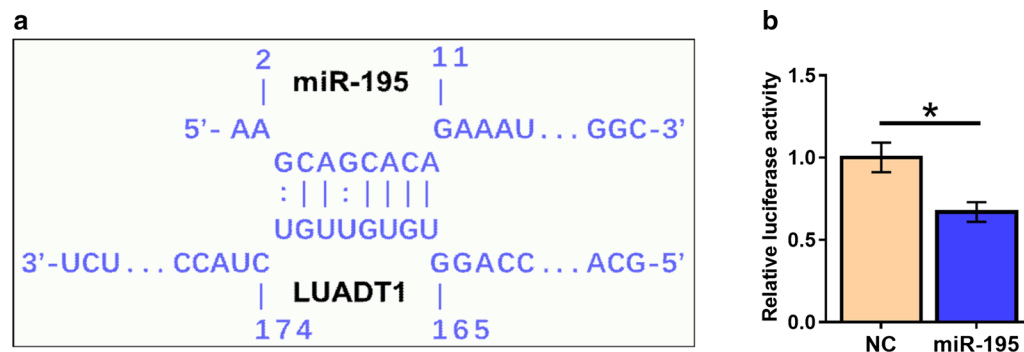 a
2 11
miR-195
5'- AA GAAAU...GGC-3'
GCAGCACA
:||:||||
UGUUGUGU
3'-UCU...CCAUC GGACC...ACG-5'
LUADT1
174 165
b
Relative luciferase activity
1.5
1.0
0.5
0.0
*
NC miR-195